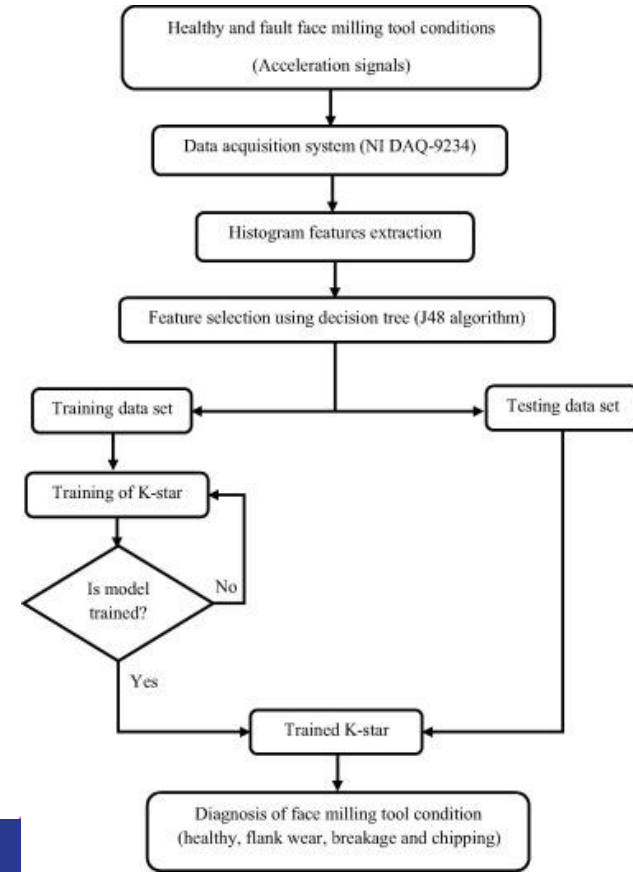 Healthy and fault face milling tool conditions
(Acceleration signals)
Data acquisition system (NI DAQ-9234)
Histogram features extraction
Feature selection using decision tree (J48 algorithm)
Training data set
Testing data set
Training of K-star
Is model
trained?
No
Yes
Trained K-star
Diagnosis of face milling tool condition
(healthy, flank wear, breakage and chipping)